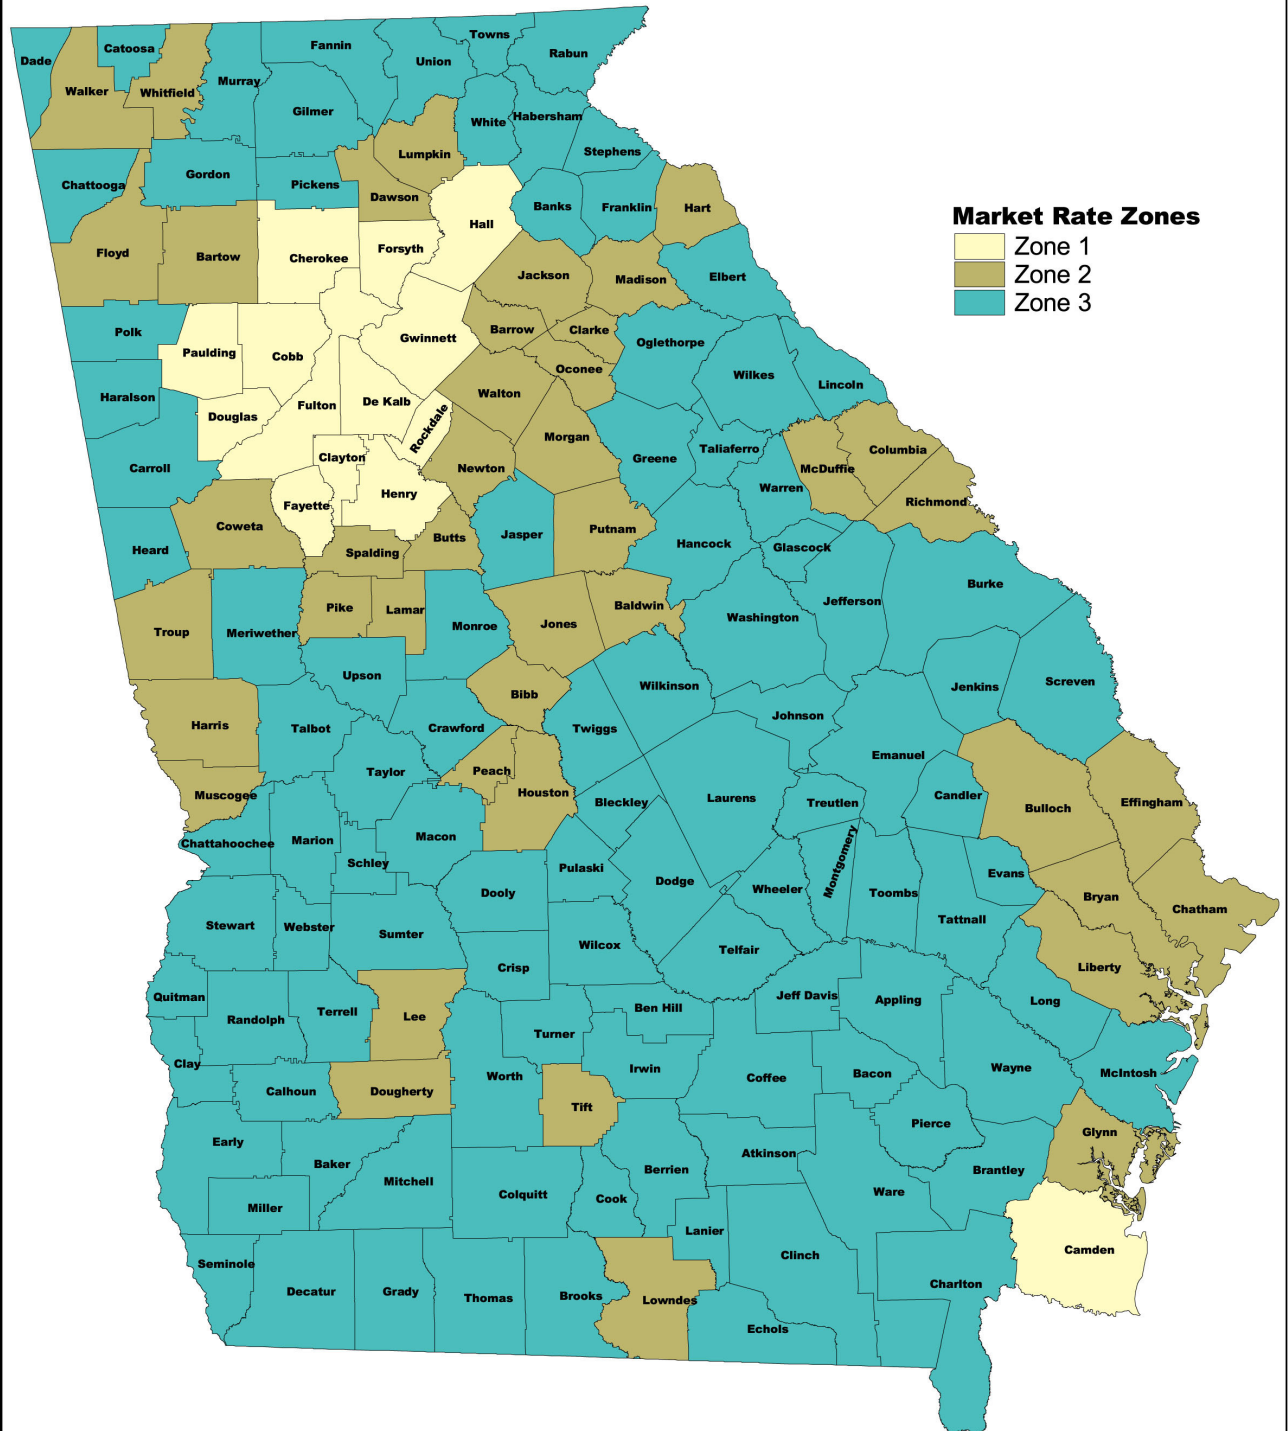 Towns
Fannin
Rabun
Catoosa
Union
Dade
Murray
Walker
Whitfield
Gilmer
Habersham
White
Stephens
Lumpkin
Gordon
Chattooga
Pickens
Dawson
Banks
Franklin
Hart
Hall
Market Rate Zones
Zone 1
Zone 2
Zone 3
Forsyth
Floyd
Bartow
Cherokee
Jackson
Madison
Elbert
Polk
Barrow
Clarke
Gwinnett
Oglethorpe
Paulding
Cobb
Oconee
Wilkes
Lincoln
Haralson
Walton
De Kalb
Fulton
Douglas
Rockdale
Morgan
Taliaferro
Columbia
Clayton
Greene
Carroll
Newton
McDuffie
Warren
Henry
Richmond
Fayette
Coweta
Putnam
Jasper
Butts
Hancock
Glascock
Heard
Spalding
Burke
Jefferson
Baldwin
Pike
Lamar
Washington
Jones
Monroe
Troup
Meriwether
Upson
Screven
Wilkinson
Jenkins
Bibb
Johnson
Harris
Talbot
Crawford
Twiggs
Emanuel
Peach
Taylor
Houston
Muscogee
Laurens
Candler
Bleckley
Treutlen
Effingham
Bulloch
Macon
Marion
Chattahoochee
Schley
Montgomery
Pulaski
Evans
Dodge
Wheeler
Dooly
Toombs
Bryan
Chatham
Tattnall
Stewart
Webster
Sumter
Wilcox
Telfair
Crisp
Liberty
Quitman
Jeff Davis
Appling
Long
Ben Hill
Terrell
Lee
Randolph
Turner
Clay
Irwin
Wayne
McIntosh
Bacon
Worth
Coffee
Calhoun
Dougherty
Tift
Pierce
Glynn
Early
Atkinson
Baker
Berrien
Brantley
Mitchell
Ware
Colquitt
Cook
Miller
Lanier
Camden
Clinch
Seminole
Charlton
Decatur
Grady
Brooks
Thomas
Lowndes
Echols